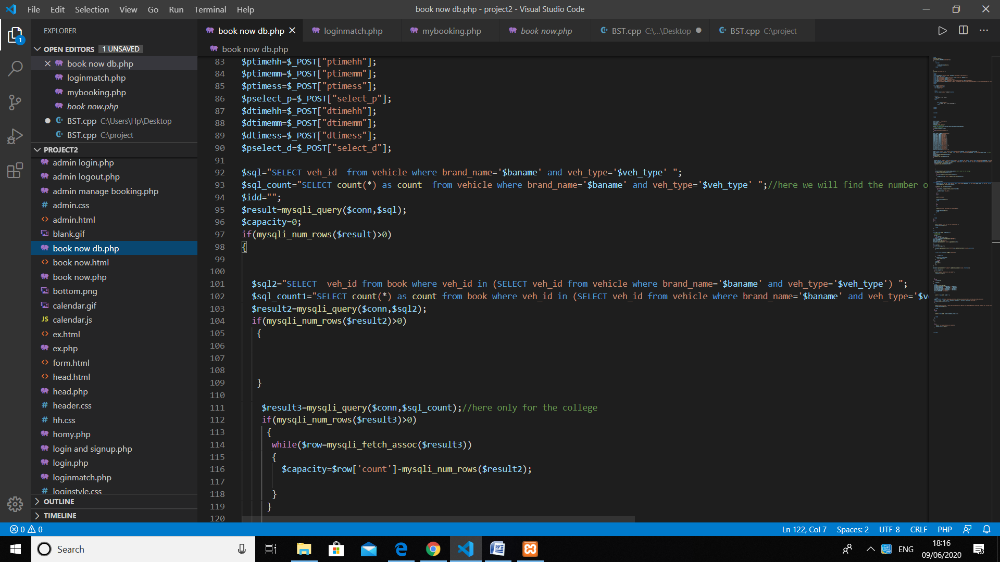 File Edit Selection View Go Run Terminal Help
book now db.php - project2 - Visual Studio Code
EXPLORER
OPEN EDITORS 1 UNSAVED
book now db.php
loginmatch.php
mybooking.php
book now.php
BST.cpp C:\Users\Hp\Desktop
BST.cpp C:\project
PROJECT2
admin login.php
admin logout.php
admin manage booking.php
# admin.css
<> admin.html
blank.gif
book now db.php
<> book now.html
book now.php
bottom.png
calendar.gif
JS calendar.js
<> ex.html
ex.php
<> form.html
<> head.html
head.php
# header.css
# hh.css
homy.php
login and signup.php
login.php
loginmatch.php
# loginstyle.css
OUTLINE
TIMELINE
1
book now db.php
loginmatch.php
mybooking.php
book now.php
BST.cpp C:\...\Desktop
BST.cpp C:\project
book now db.php
83 $ptimehh=$_POST["ptimehh"];
84 $ptimemm=$_POST["ptimemm"];
85 $ptimess=$_POST["ptimess"];
86 $pselect_p=$_POST["select_p"];
87 $dtimehh=$_POST["dtimehh"];
88 $dtimemm=$_POST["dtimemm"];
89 $dtimess=$_POST["dtimess"];
90 $pselect_d=$_POST["select_d"];
91
92 $sql="SELECT veh_id  from vehicle where brand_name='$baname' and veh_type='$veh_type' ";
93 $sql_count="SELECT count(*) as count  from vehicle where brand_name='$baname' and veh_type='$veh_type' ";//here we will find the number o
94 $idd="";
95 $result=mysqli_query($conn,$sql);
96 $capacity=0;
97 if(mysqli_num_rows($result)>0)
98 {
99
100
101 $sql2="SELECT  veh_id from book where veh_id in (SELECT veh_id from vehicle where brand_name='$baname' and veh_type='$veh_type') ";
102 $sql_count1="SELECT count(*) as count from book where veh_id in (SELECT veh_id from vehicle where brand_name='$baname' and veh_type='$v
103 $result2=mysqli_query($conn,$sql2);
104 if(mysqli_num_rows($result2)>0)
105 {
106
107
108
109 }
110
111 $result3=mysqli_query($conn,$sql_count);//here only for the college
112 if(mysqli_num_rows($result3)>0)
113 {
114 while($row=mysqli_fetch_assoc($result3))
115 {
116 $capacity=$row['count']-mysqli_num_rows($result2);
117
118 }
119 }
120
0 0
Ln 122, Col 7 Spaces: 2 UTF-8 CRLF PHP
Search
ENG
18:16
09/06/2020